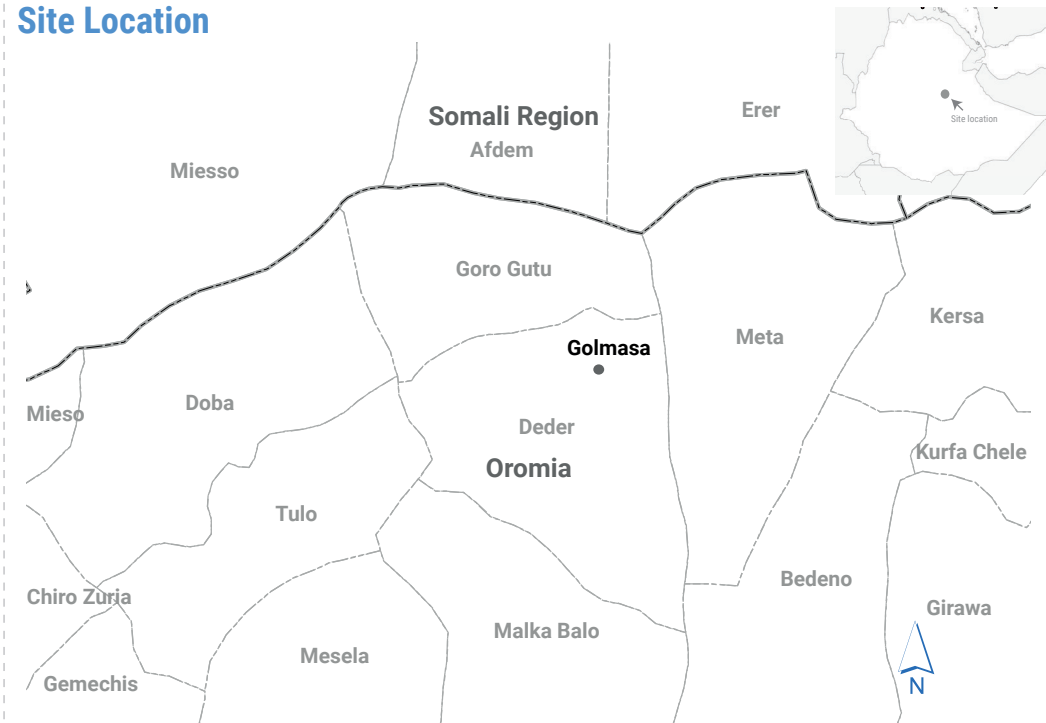 Site Location
Somali Region
Afdem
Erer
Site location
Miesso
Goro Gutu
Kersa
Meta
Golmasa
Mieso
Doba
Deder
Kurfa Chele
Oromia
Tulo
Bedeno
Chiro Zuria
Girawa
Malka Balo
Mesela
Gemechis
N